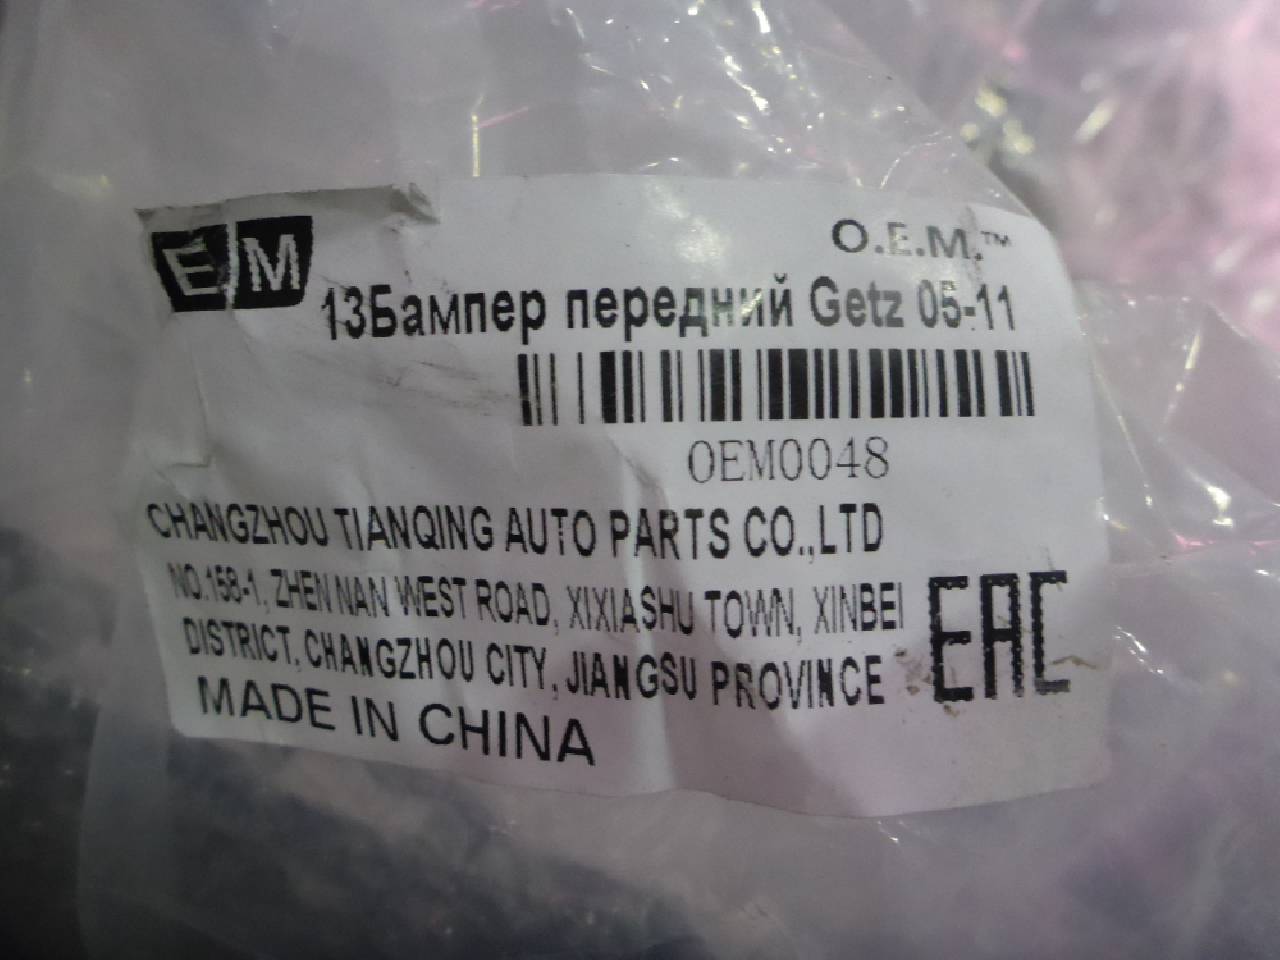 EM
O.E.M.™
13Бампер передний Getz 05-11
OEM0048
CHANGZHOU TIANQING AUTO PARTS CO.,LTD
NO.158-1, ZHEN NAN WEST ROAD, XIXIASHU TOWN, XINBEI
DISTRICT, CHANGZHOU CITY, JIANGSU PROVINCE
EAC
MADE IN CHINA